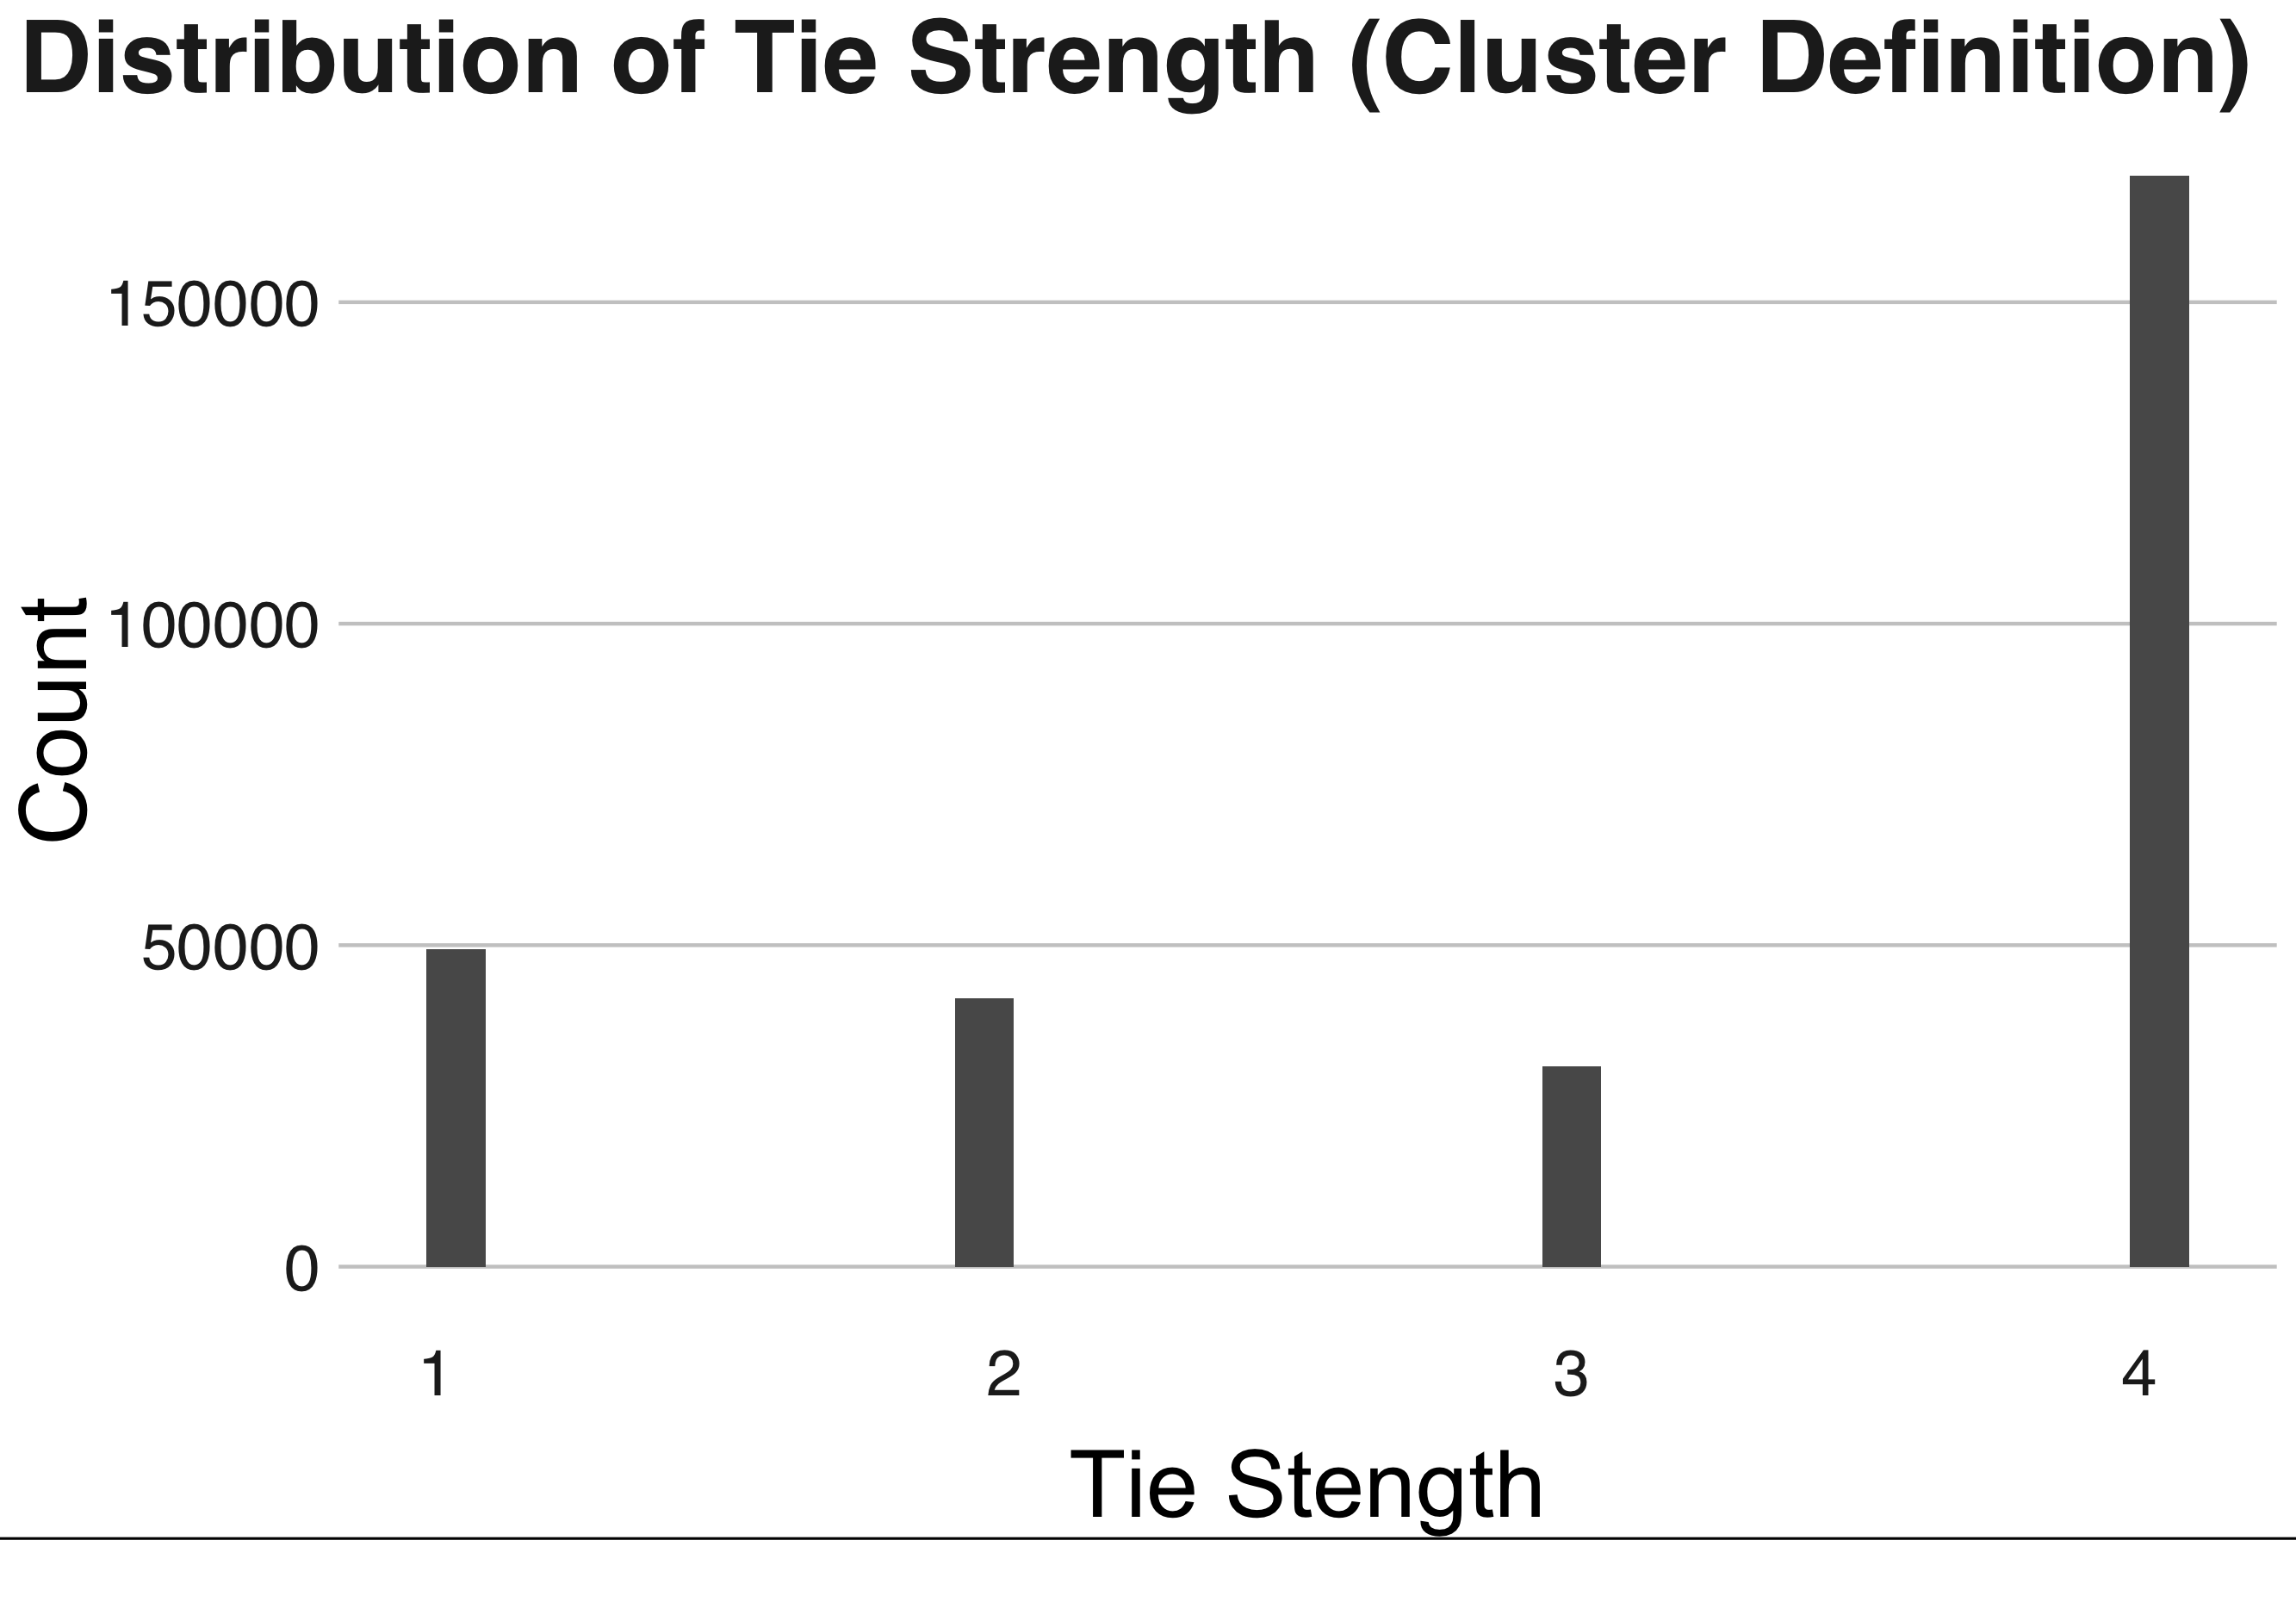 Distribution of Tie Strength (Cluster Definition)
150000
100000
50000
0
Count
1 2 3 4
Tie Stength